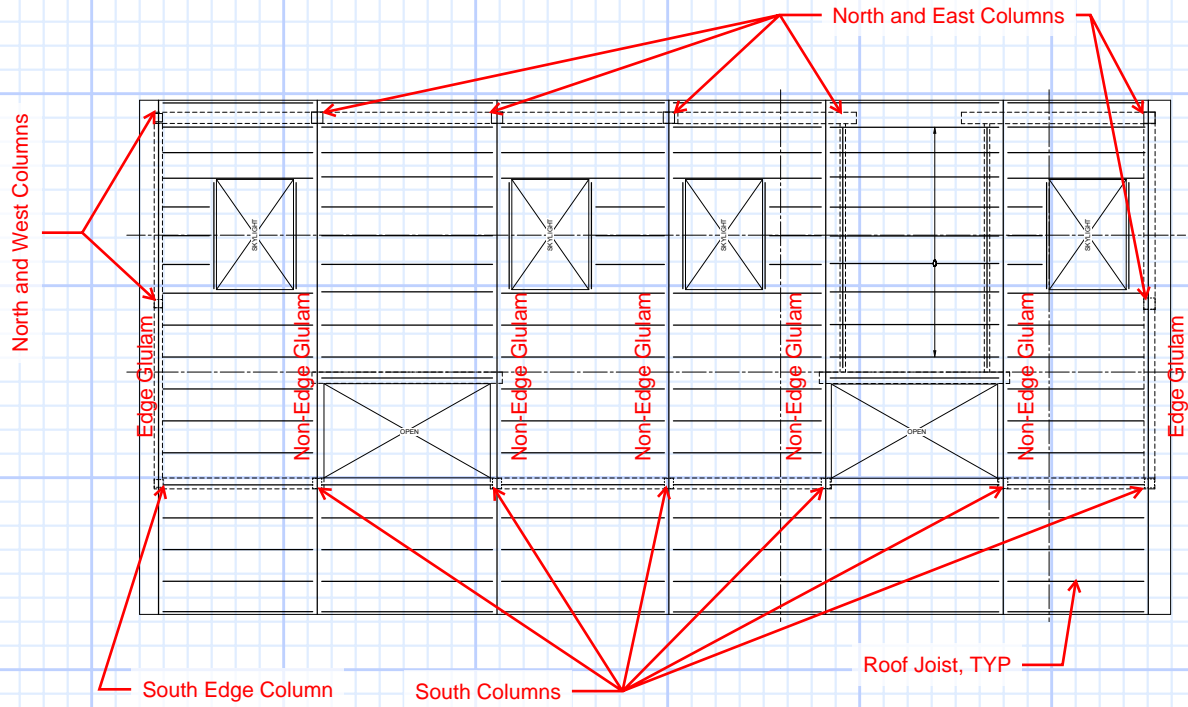 North and East Columns
North and West Columns
SKYLIGHT
SKYLIGHT
SKYLIGHT
SKYLIGHT
Edge Glulam
Non-Edge Glulam
Non-Edge Glulam
Non-Edge Glulam
Non-Edge Glulam
Non-Edge Glulam
Edge Glulam
OPEN
OPEN
South Edge Column
South Columns
Roof Joist, TYP